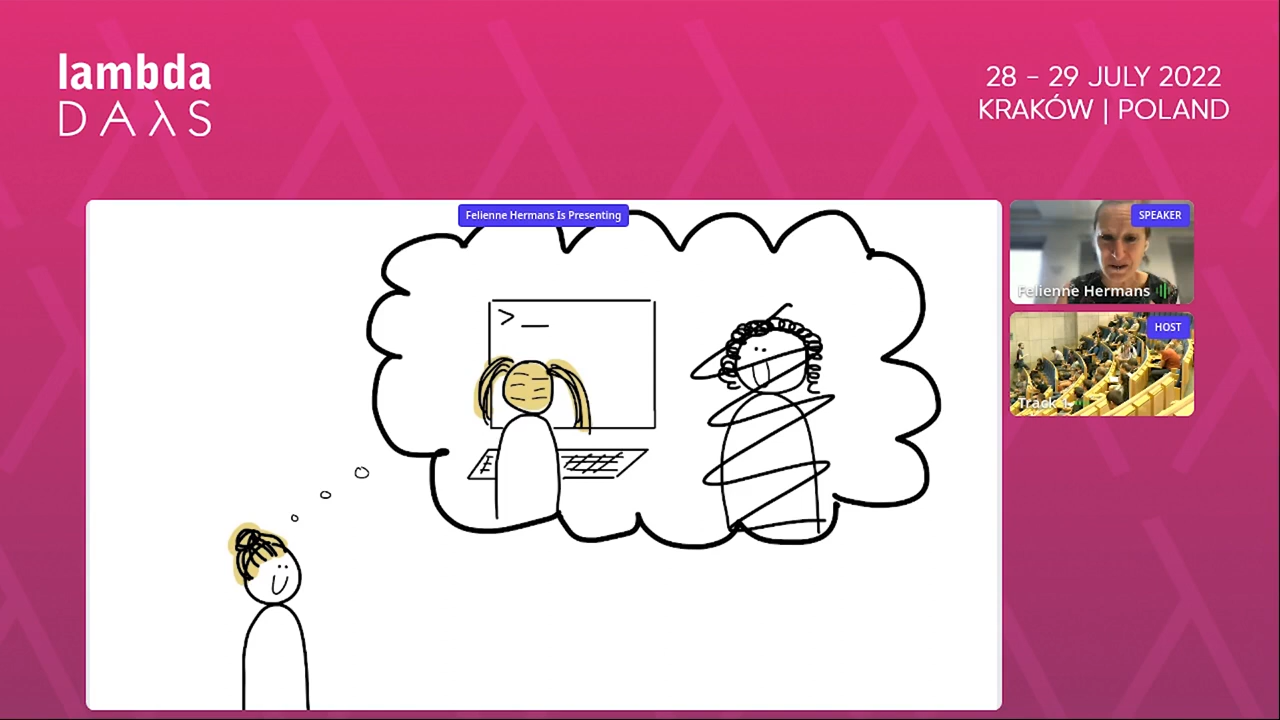 lambda
DAλS
28 – 29 JULY 2022
KRAKÓW | POLAND
Felienne Hermans Is Presenting
SPEAKER
Felienne Hermans
HOST
>_